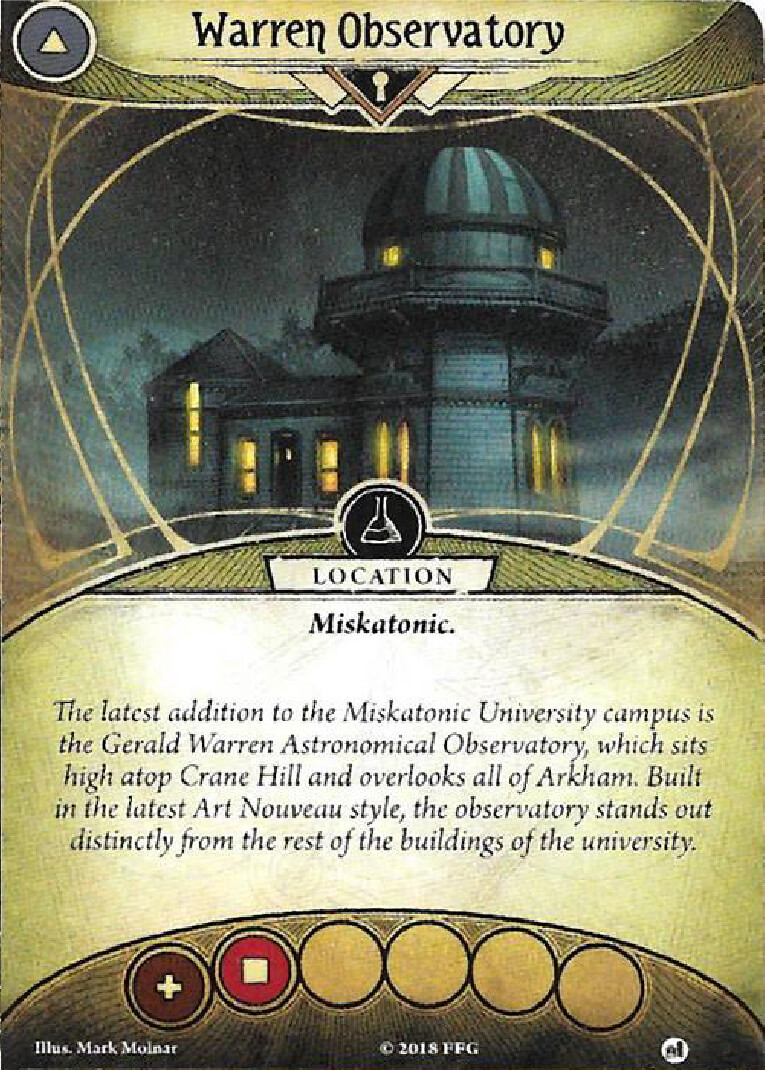 Warren Observatory
LOCATION
Miskatonic.
The latest addition to the Miskatonic University campus is
the Gerald Warren Astronomical Observatory, which sits
high atop Crane Hill and overlooks all of Arkham. Built
in the latest Art Nouveau style, the observatory stands out
distinctly from the rest of the buildings of the university.
Illus. Mark Molnar
© 2018 FFG